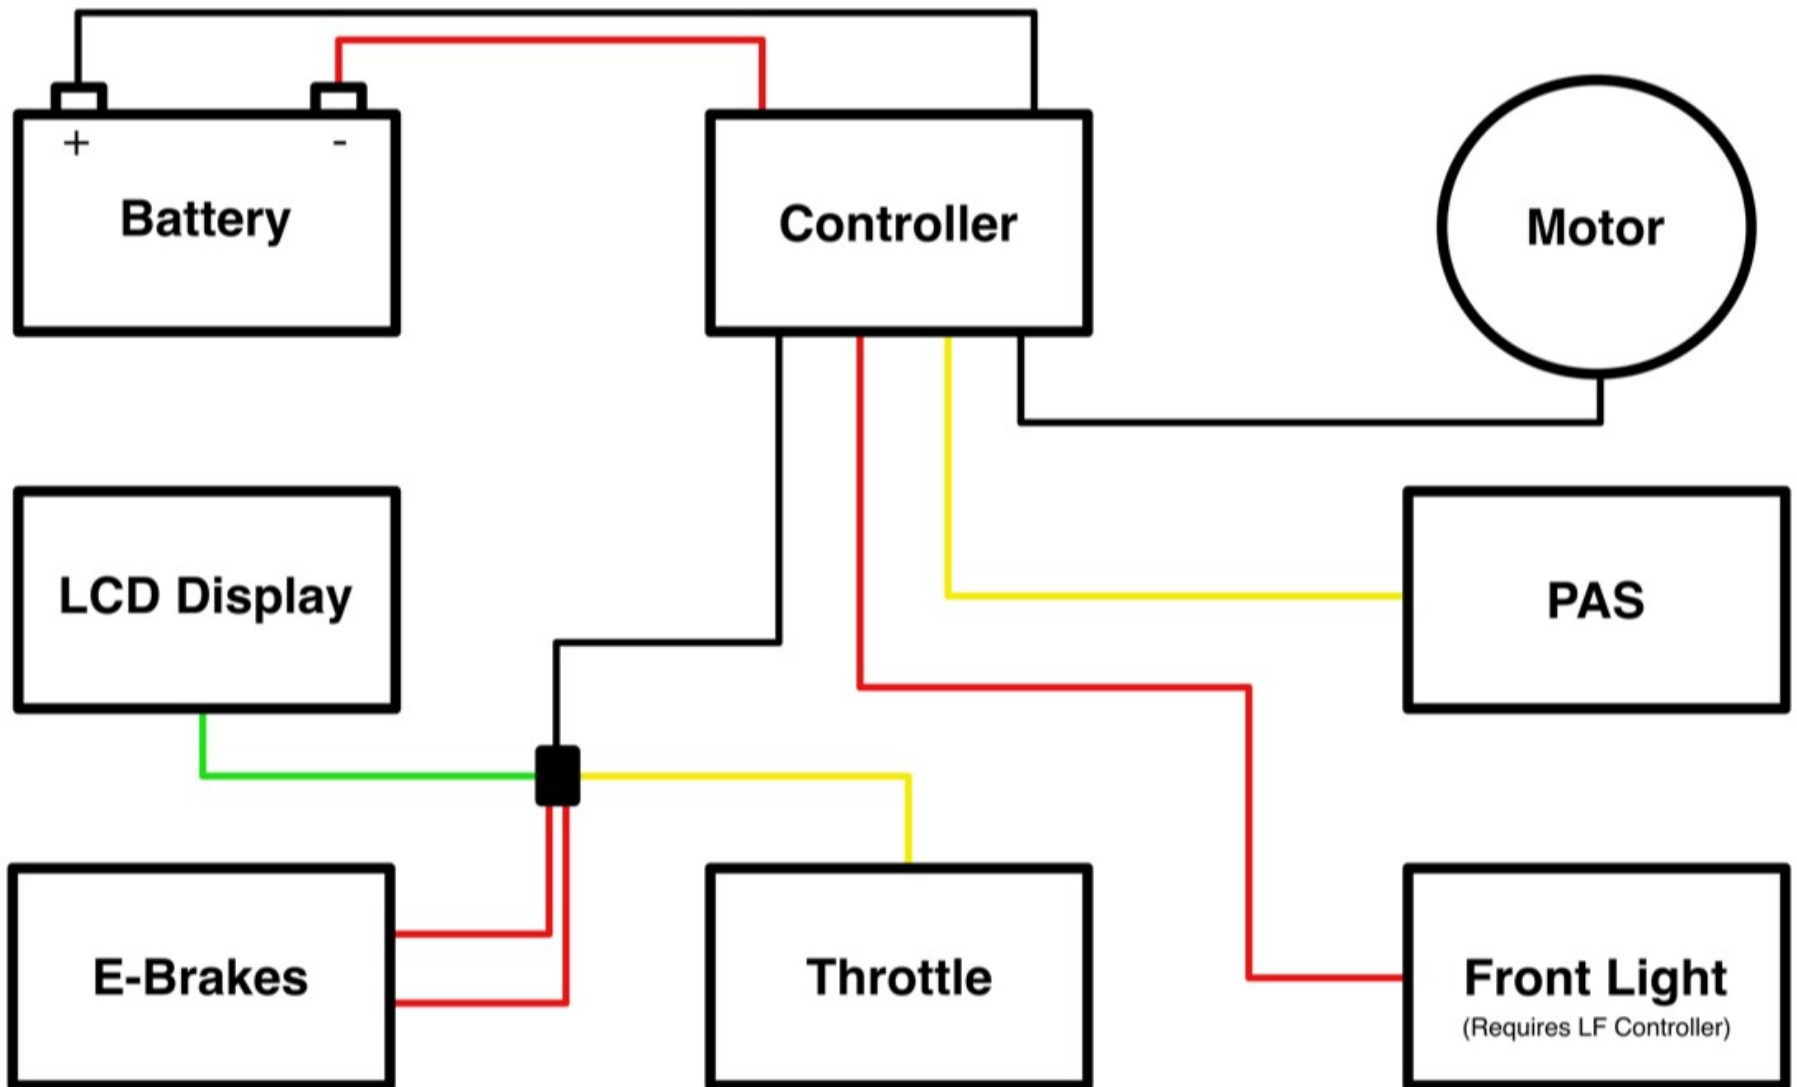 + -
Battery
Controller
Motor
LCD Display
PAS
E-Brakes
Throttle
Front Light
(Requires LF Controller)